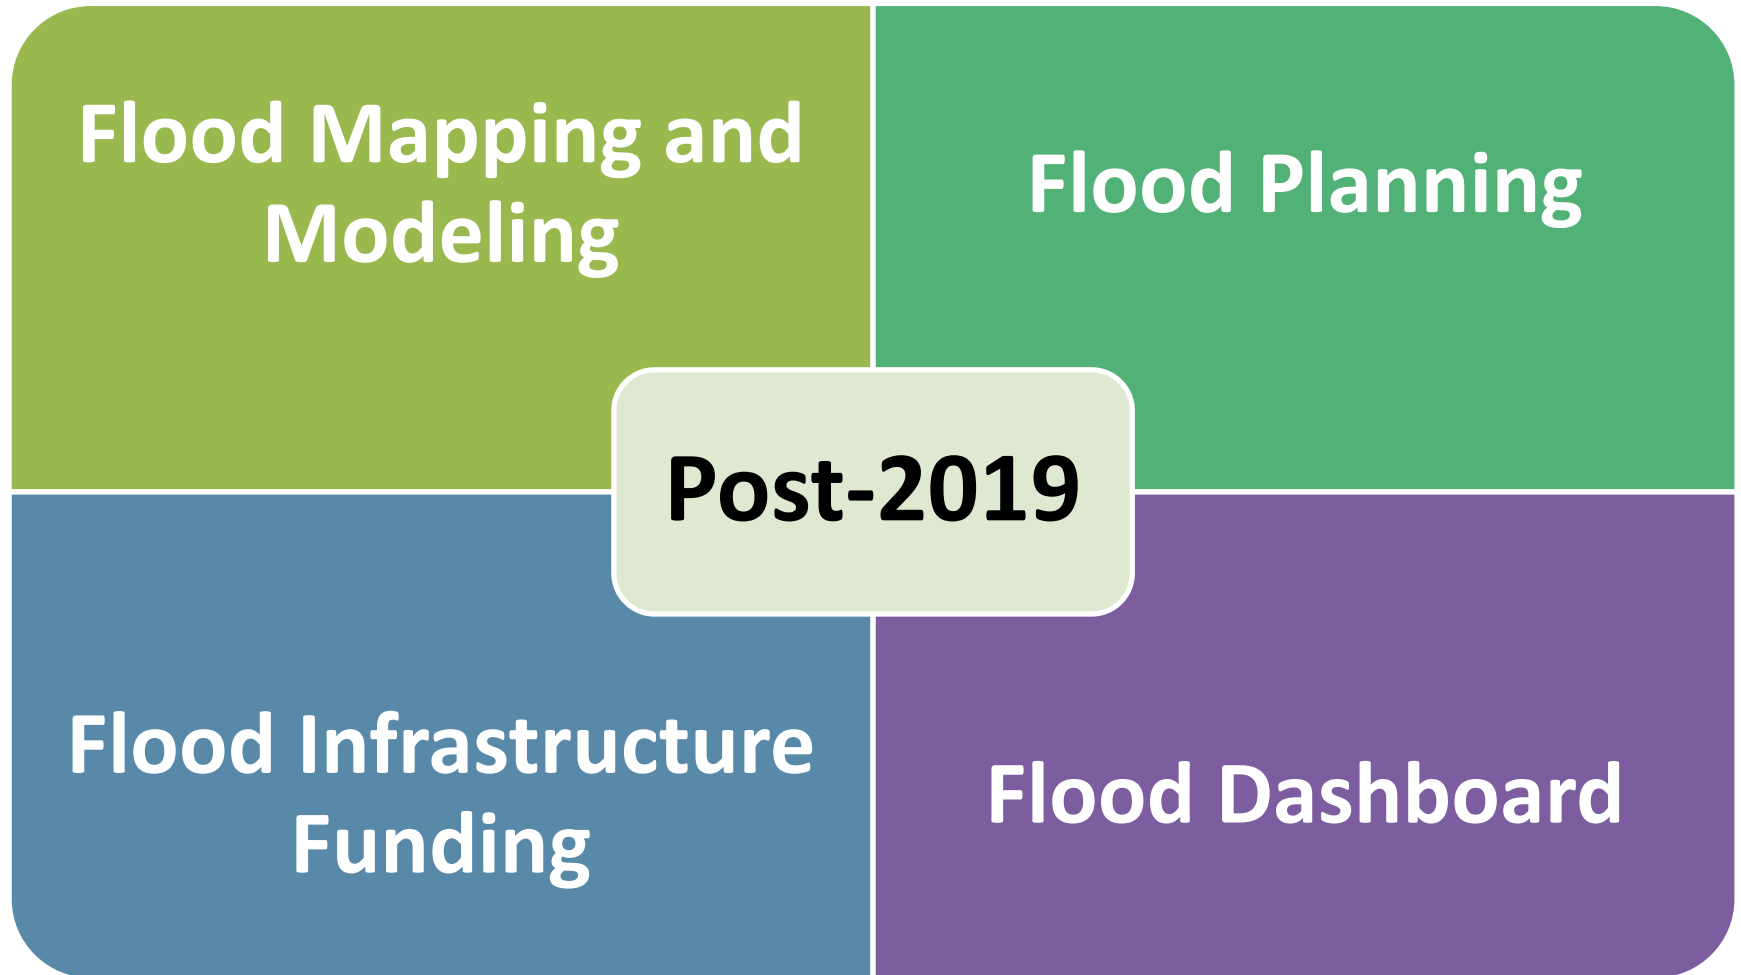 Flood Mapping and
Modeling
Flood Planning
Post-2019
Flood Infrastructure
Funding
Flood Dashboard